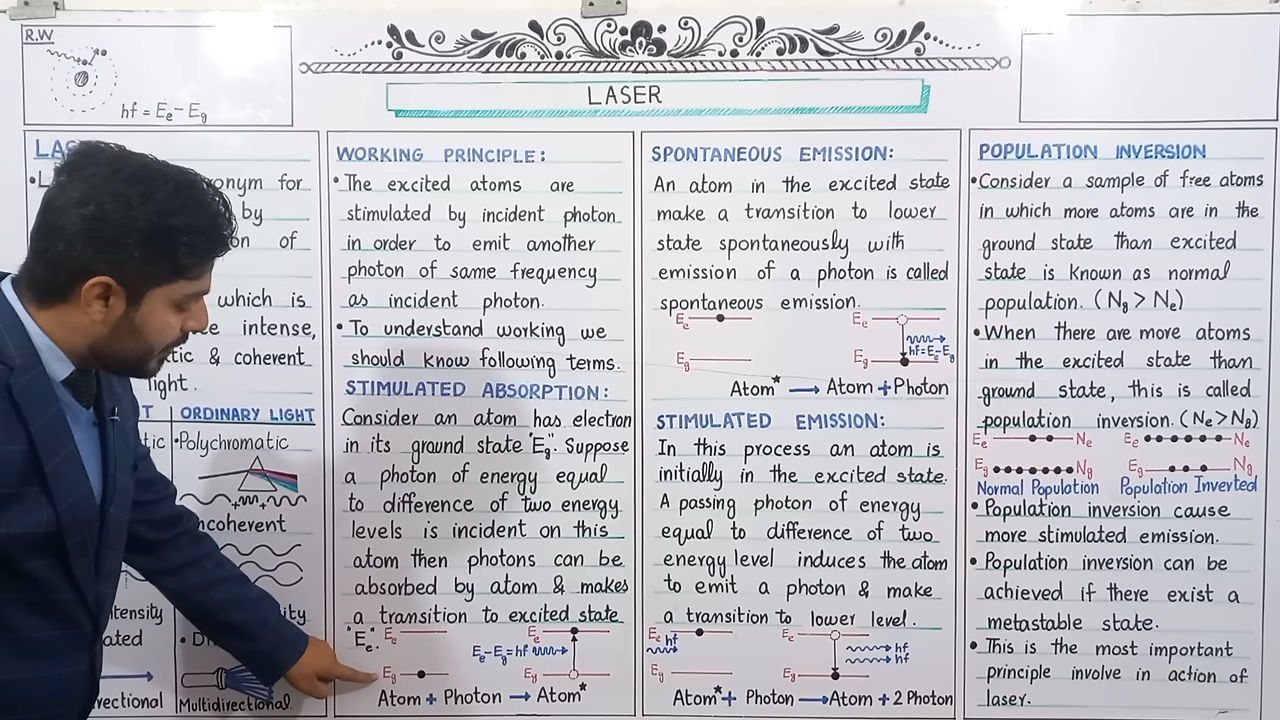 R.W
hf = Ee - Eg
LASER
onym for
by
on of
which is
intense,
tic & coherent
light.
ORDINARY LIGHT
tic •Polychromatic
ncoherent
tensity
ated
vectional
Multidirectional.
WORKING PRINCIPLE:
•The excited atoms are
stimulated by incident photon
in order to emit another
photon of same frequency
as incident photon.
•To understand working we
should know following terms.
STIMULATED ABSORPTION:
Consider an atom has electron
in its ground state "Eg". Suppose
a photon of energy equal
to difference of two energy
levels is incident on this
atom then photons can be
absorbed by atom & makes
a transition to excited state
"Ee".
Ee Ee
Ee-Eg=hf
Eg Eg
Atom + Photon → Atom*
SPONTANEOUS EMISSION:
An atom in the excited state
make a transition to lower
state spontaneously with
emission of a photon is called
spontaneous emission.
Ee Ee
hf=Ee-Eg
Eg Eg
Atom* → Atom + Photon
STIMULATED EMISSION:
In this process an atom is
initially in the excited state.
A passing photon of energy
equal to difference of two
energy level induces the atom
to emit a photon & make
a transition to lower level.
Ee hf Ee hf
hf
Eg Eg
Atom* + Photon → Atom + 2 Photon
POPULATION INVERSION
•Consider a sample of free atoms
in which more atoms are in the
ground state than excited
state is known as normal
population. (Ng > Ne)
•When there are more atoms
in the excited state than
ground state, this is called
population inversion. (Ne > Ng)
Ee Ne Ee Ne
Eg Ng Eg Ng
Normal Population Population Inverted
•Population inversion cause
more stimulated emission.
•Population inversion can be
achieved if there exist a
metastable state.
•This is the most important
principle involve in action of
laser.